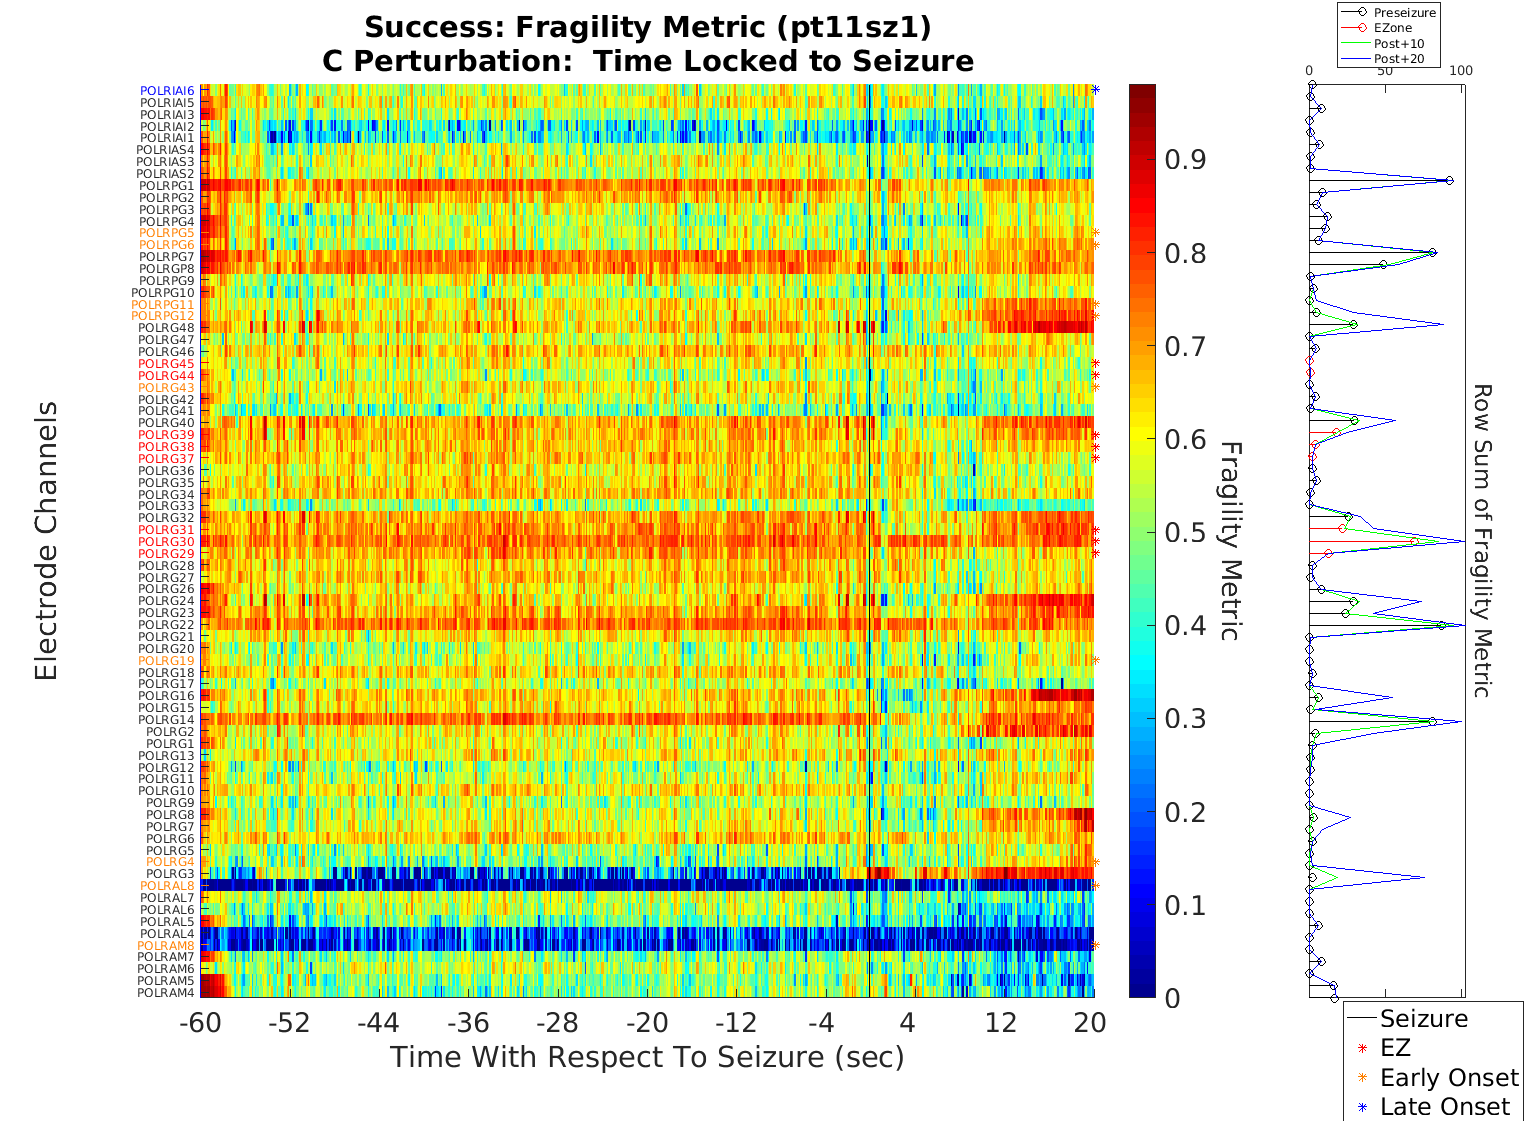 Success: Fragility Metric (pt11sz1)
C Perturbation:  Time Locked to Seizure
Preseizure
EZone
Post+10
Post+20
0 50 100
POLRIAI6
POLRIAI5
POLRIAI3
POLRIAI2
POLRIAI1
POLRIAS4
POLRIAS3
POLRIAS2
POLRPG1
POLRPG2
POLRPG3
POLRPG4
POLRPG5
POLRPG6
POLRPG7
POLRGP8
POLRPG9
POLRPG10
POLRPG11
POLRPG12
POLRG48
POLRG47
POLRG46
POLRG45
POLRG44
POLRG43
POLRG42
POLRG41
POLRG40
POLRG39
POLRG38
POLRG37
POLRG36
POLRG35
POLRG34
POLRG33
POLRG32
POLRG31
POLRG30
POLRG29
POLRG28
POLRG27
POLRG26
POLRG24
POLRG23
POLRG22
POLRG21
POLRG20
POLRG19
POLRG18
POLRG17
POLRG16
POLRG15
POLRG14
POLRG2
POLRG1
POLRG13
POLRG12
POLRG11
POLRG10
POLRG9
POLRG8
POLRG7
POLRG6
POLRG5
POLRG4
POLRG3
POLRAL8
POLRAL7
POLRAL6
POLRAL5
POLRAL4
POLRAM8
POLRAM7
POLRAM6
POLRAM5
POLRAM4
Electrode Channels
-60 -52 -44 -36 -28 -20 -12 -4 4 12 20
Time With Respect To Seizure (sec)
0.9
0.8
0.7
0.6
0.5
0.4
0.3
0.2
0.1
0
Fragility Metric
Row Sum of Fragility Metric
Seizure
EZ
Early Onset
Late Onset